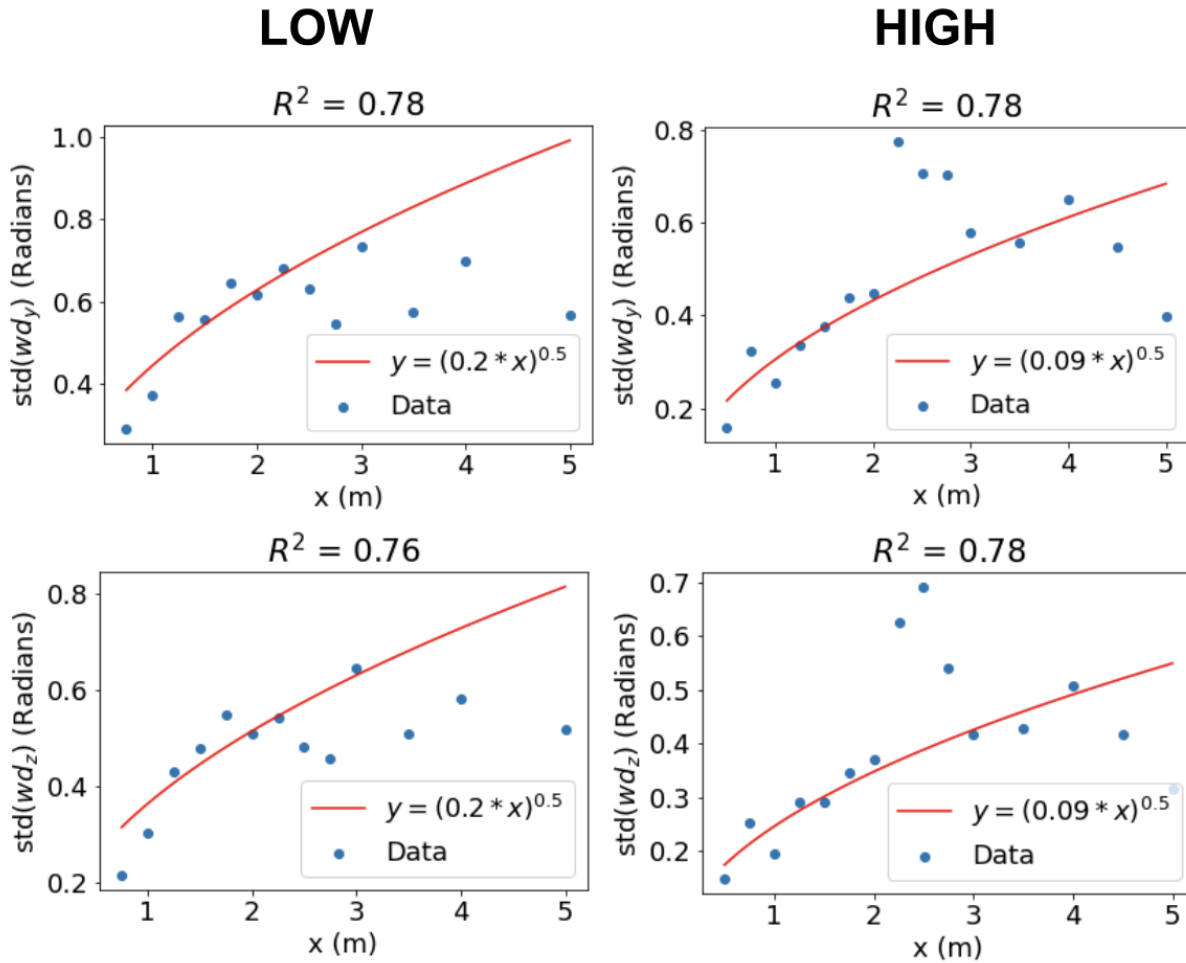 LOW
HIGH
R² = 0.78
1.0
0.8
0.6
0.4
std(wd_y) (Radians)
y = (0.2 * x)^0.5
Data
1 2 3 4 5
x (m)
R² = 0.78
0.8
0.6
0.4
0.2
std(wd_y) (Radians)
y = (0.09 * x)^0.5
Data
1 2 3 4 5
x (m)
R² = 0.76
0.8
0.6
0.4
0.2
std(wd_z) (Radians)
y = (0.2 * x)^0.5
Data
1 2 3 4 5
x (m)
R² = 0.78
0.7
0.6
0.5
0.4
0.3
0.2
std(wd_z) (Radians)
y = (0.09 * x)^0.5
Data
1 2 3 4 5
x (m)